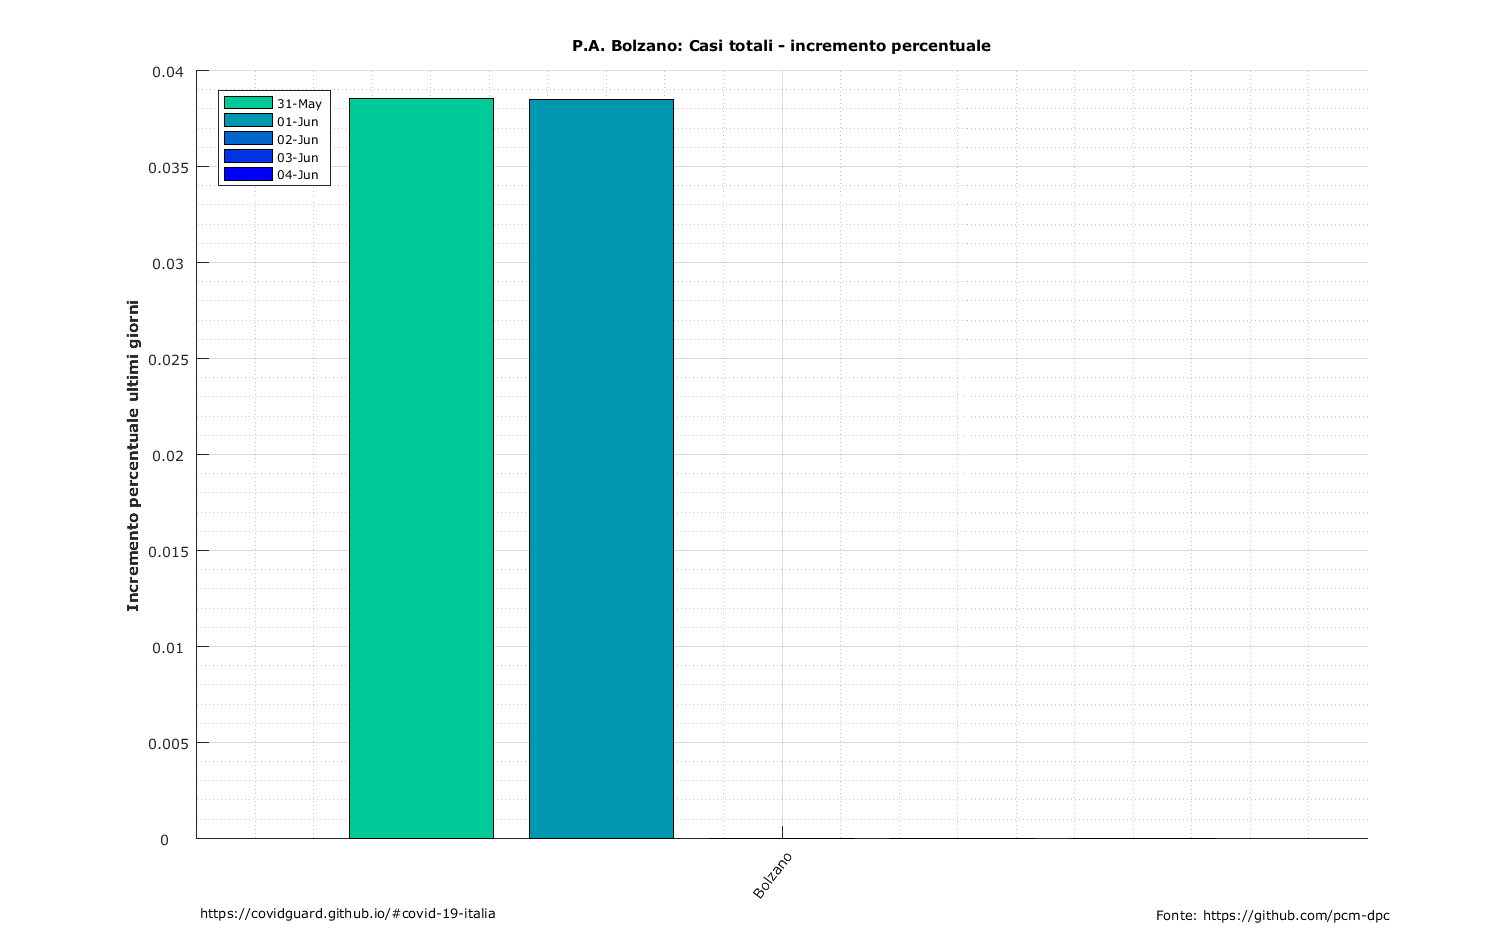 P.A. Bolzano: Casi totali - incremento percentuale
Incremento percentuale ultimi giorni
0.04
0.035
0.03
0.025
0.02
0.015
0.01
0.005
0
31-May
01-Jun
02-Jun
03-Jun
04-Jun
Bolzano
https://covidguard.github.io/#covid-19-italia
Fonte: https://github.com/pcm-dpc